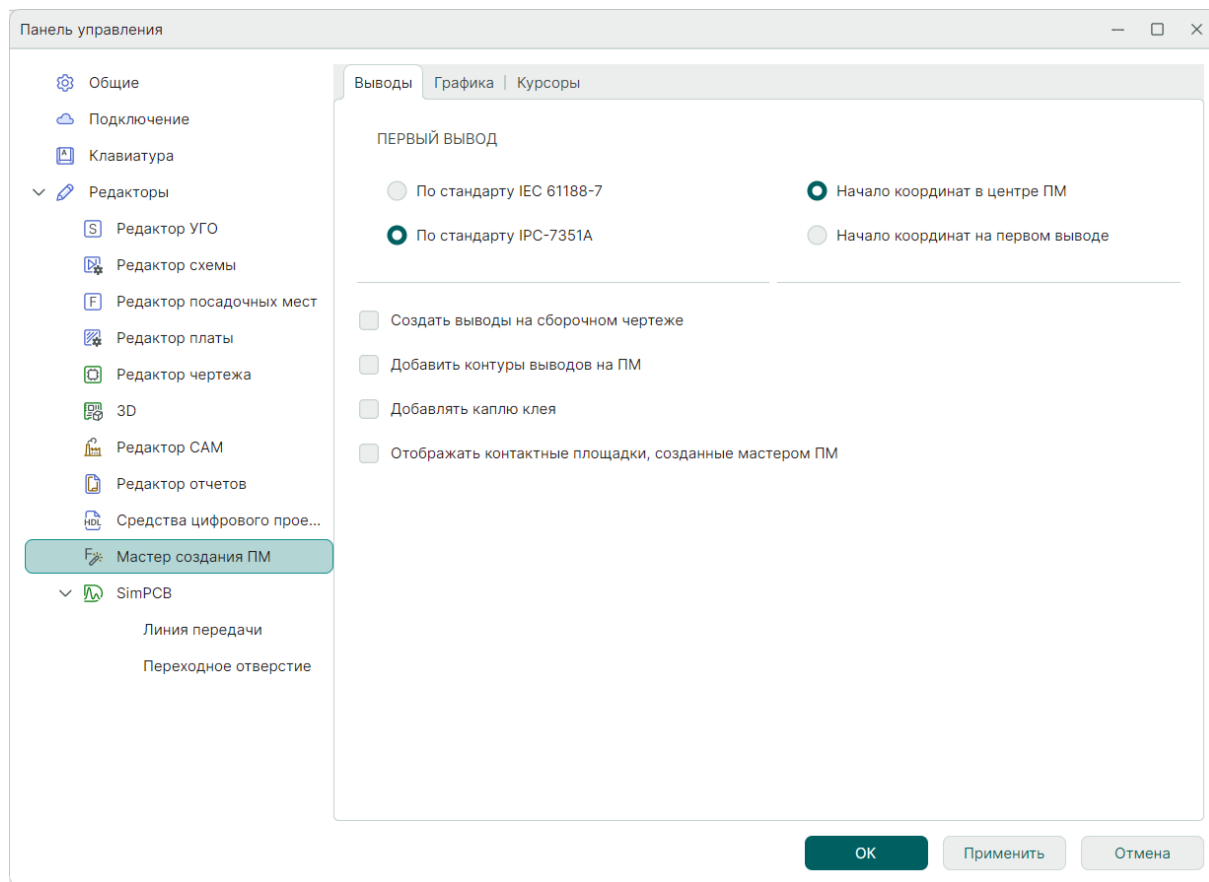 Панель управления
Общие
Подключение
Клавиатура
Редакторы
Редактор УГО
Редактор схемы
Редактор посадочных мест
Редактор платы
Редактор чертежа
3D
Редактор CAM
Редактор отчетов
Средства цифрового прое...
Мастер создания ПМ
SimPCB
Линия передачи
Переходное отверстие
Выводы Графика | Курсоры
ПЕРВЫЙ ВЫВОД
По стандарту IEC 61188-7 Начало координат в центре ПМ
По стандарту IPC-7351A Начало координат на первом выводе
Создать выводы на сборочном чертеже
Добавить контуры выводов на ПМ
Добавлять каплю клея
Отображать контактные площадки, созданные мастером ПМ
ОК Применить Отмена